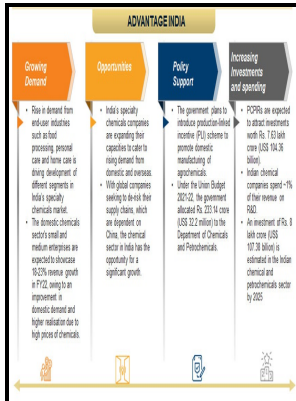 ADVANTAGE INDIA
Growing
Demand
• Rise in demand from
end-user industries
such as food
processing, personal
care and home care is
driving development of
different segments in
India's specialty
chemicals market.
• The domestic chemicals
sector's small and
medium enterprises are
expected to showcase
18-23% revenue growth
in FY22, owing to an
improvement in
domestic demand and
higher realisation due to
high prices of chemicals.
Opportunities
• India's specialty
chemicals companies
are expanding their
capacities to cater to
rising demand from
domestic and overseas.
• With global companies
seeking to de-risk their
supply chains, which
are dependent on
China, the chemical
sector in India has the
opportunity for a
significant growth.
Policy
Support
• The government plans to
introduce production-linked
incentive (PLI) scheme to
promote domestic
manufacturing of
agrochemicals.
• Under the Union Budget
2021-22, the government
allocated Rs. 233.14 crore
(US$ 32.2 million) to the
Department of Chemicals
and Petrochemicals.
Increasing
Investments
and spending
• PCPIRs are expected
to attract investments
worth Rs. 7.63 lakh
crore (US$ 104.36
billion).
• Indian chemical
companies spend ~1%
of their revenue on
R&D.
• An investment of Rs. 8
lakh crore (US$
107.38 billion) is
estimated in the Indian
chemical and
petrochemicals sector
by 2025